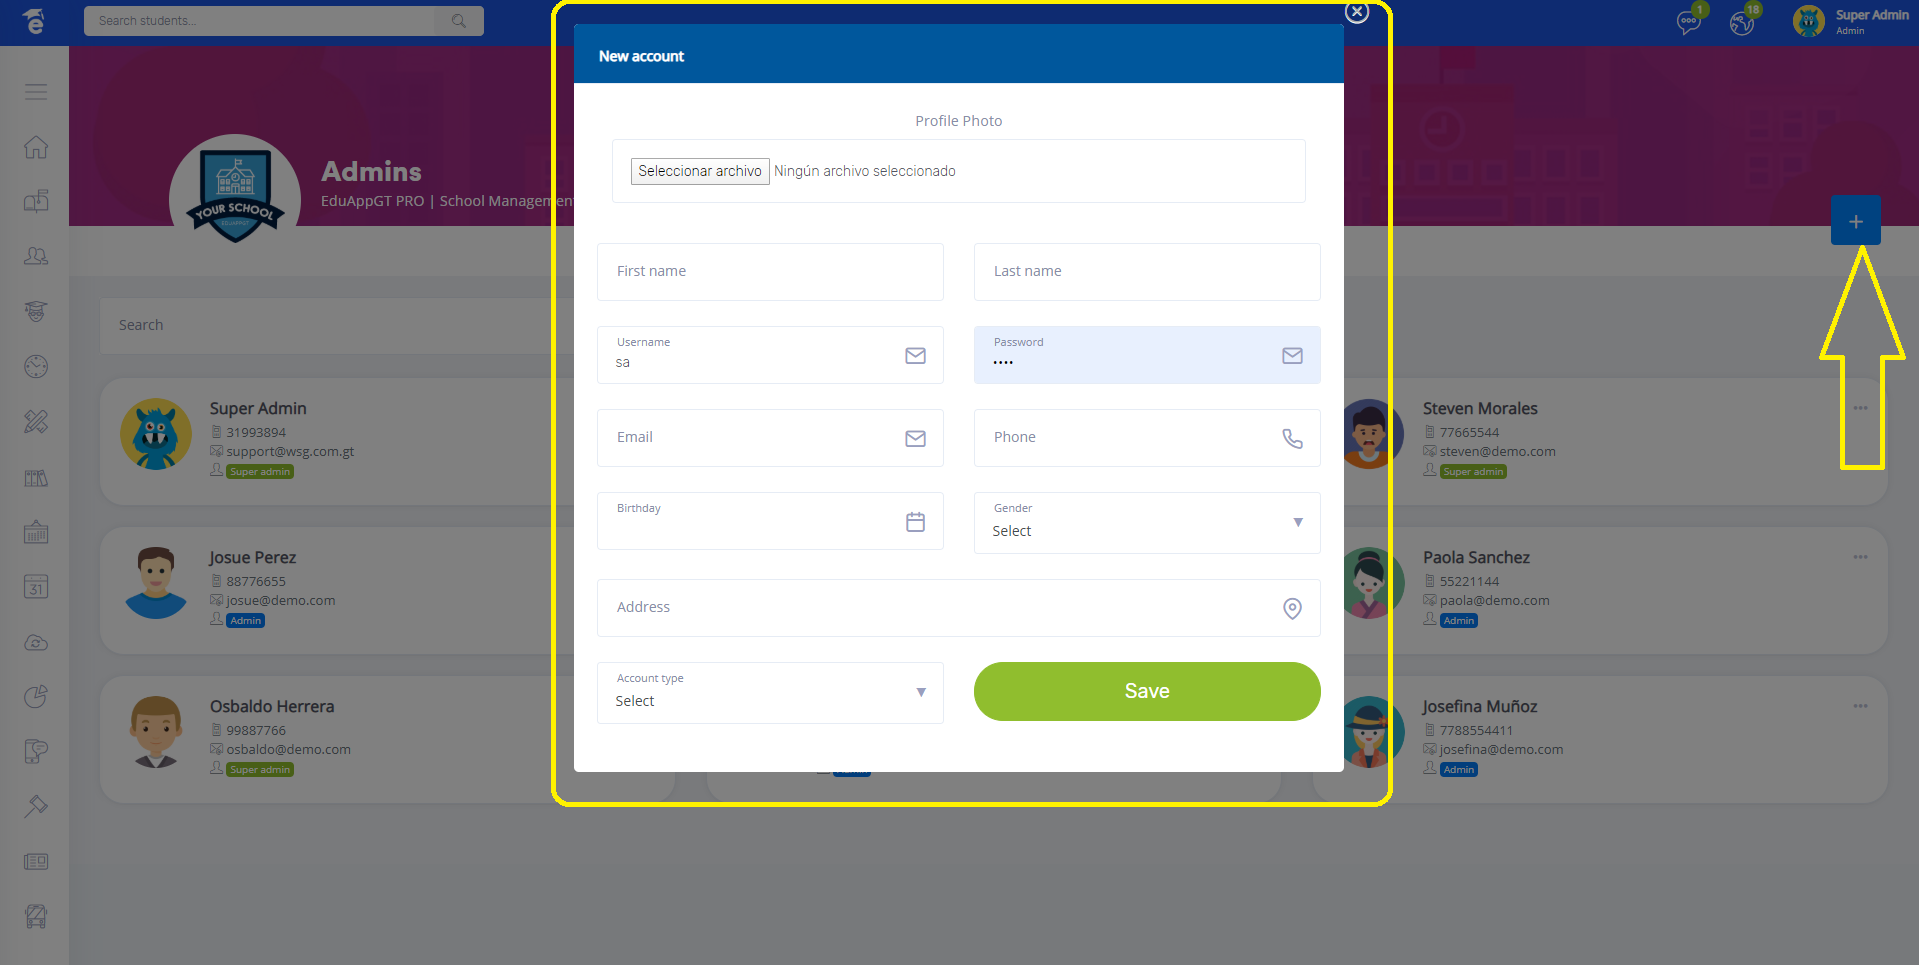 Search students...
1
18
Super Admin
Admin
New account
Profile Photo
Seleccionar archivo Ningún archivo seleccionado
Admins
EduAppGT PRO | School Management
YOUR SCHOOL
EDUAPPGT
+
First name
Last name
Search
Username
sa
Password
••••
Email
Phone
Birthday
Gender
Select
Address
Account type
Select
Save
Super Admin
31993894
support@wsg.com.gt
Super admin
Steven Morales
77665544
steven@demo.com
Super admin
Josue Perez
88776655
josue@demo.com
Admin
Paola Sanchez
55221144
paola@demo.com
Admin
31
Osbaldo Herrera
99887766
osbaldo@demo.com
Super admin
Josefina Muñoz
7788554411
josefina@demo.com
Admin